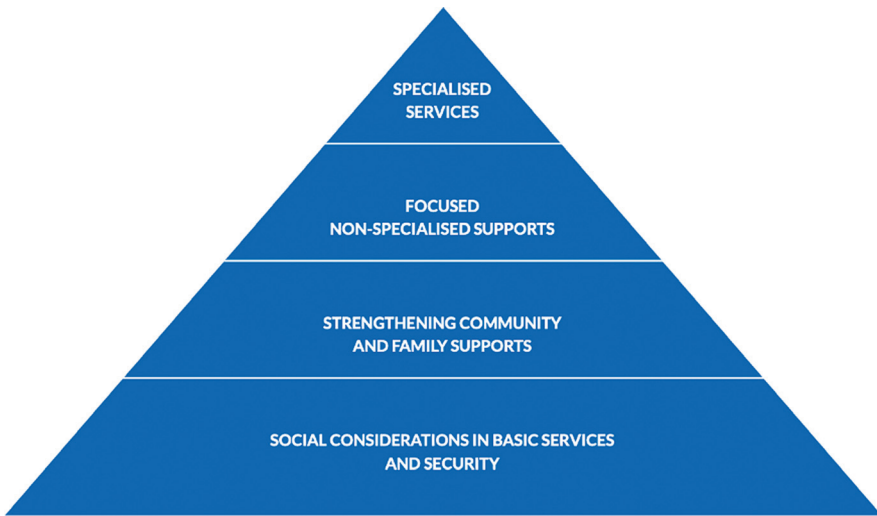 SPECIALISED
SERVICES
FOCUSED
NON-SPECIALISED SUPPORTS
STRENGTHENING COMMUNITY
AND FAMILY SUPPORTS
SOCIAL CONSIDERATIONS IN BASIC SERVICES
AND SECURITY